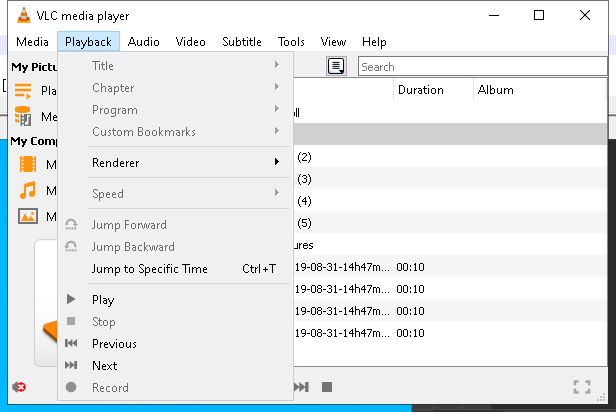 VLC media player
Media Playback Audio Video Subtitle Tools View Help
My Pictu
Search
Title
Chapter
Program
Custom Bookmarks
Renderer
Speed
Jump Forward
Jump Backward
Jump to Specific Time Ctrl+T
Play
Stop
Previous
Next
Record
Pla
Me
My Comp
M
M
M
Duration Album
ll
(2)
(3)
(4)
(5)
ures
19-08-31-14h47m... 00:10
19-08-31-14h47m... 00:10
19-08-31-14h47m... 00:10
19-08-31-14h47m... 00:10